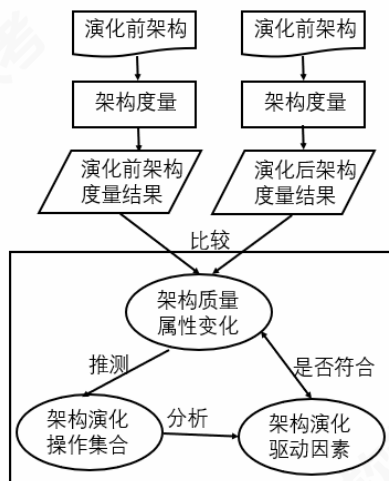 演化前架构
演化前架构
架构度量
架构度量
演化前架构
度量结果
演化后架构
度量结果
比较
架构质量
属性变化
推测
是否符合
架构演化
操作集合
分析
架构演化
驱动因素